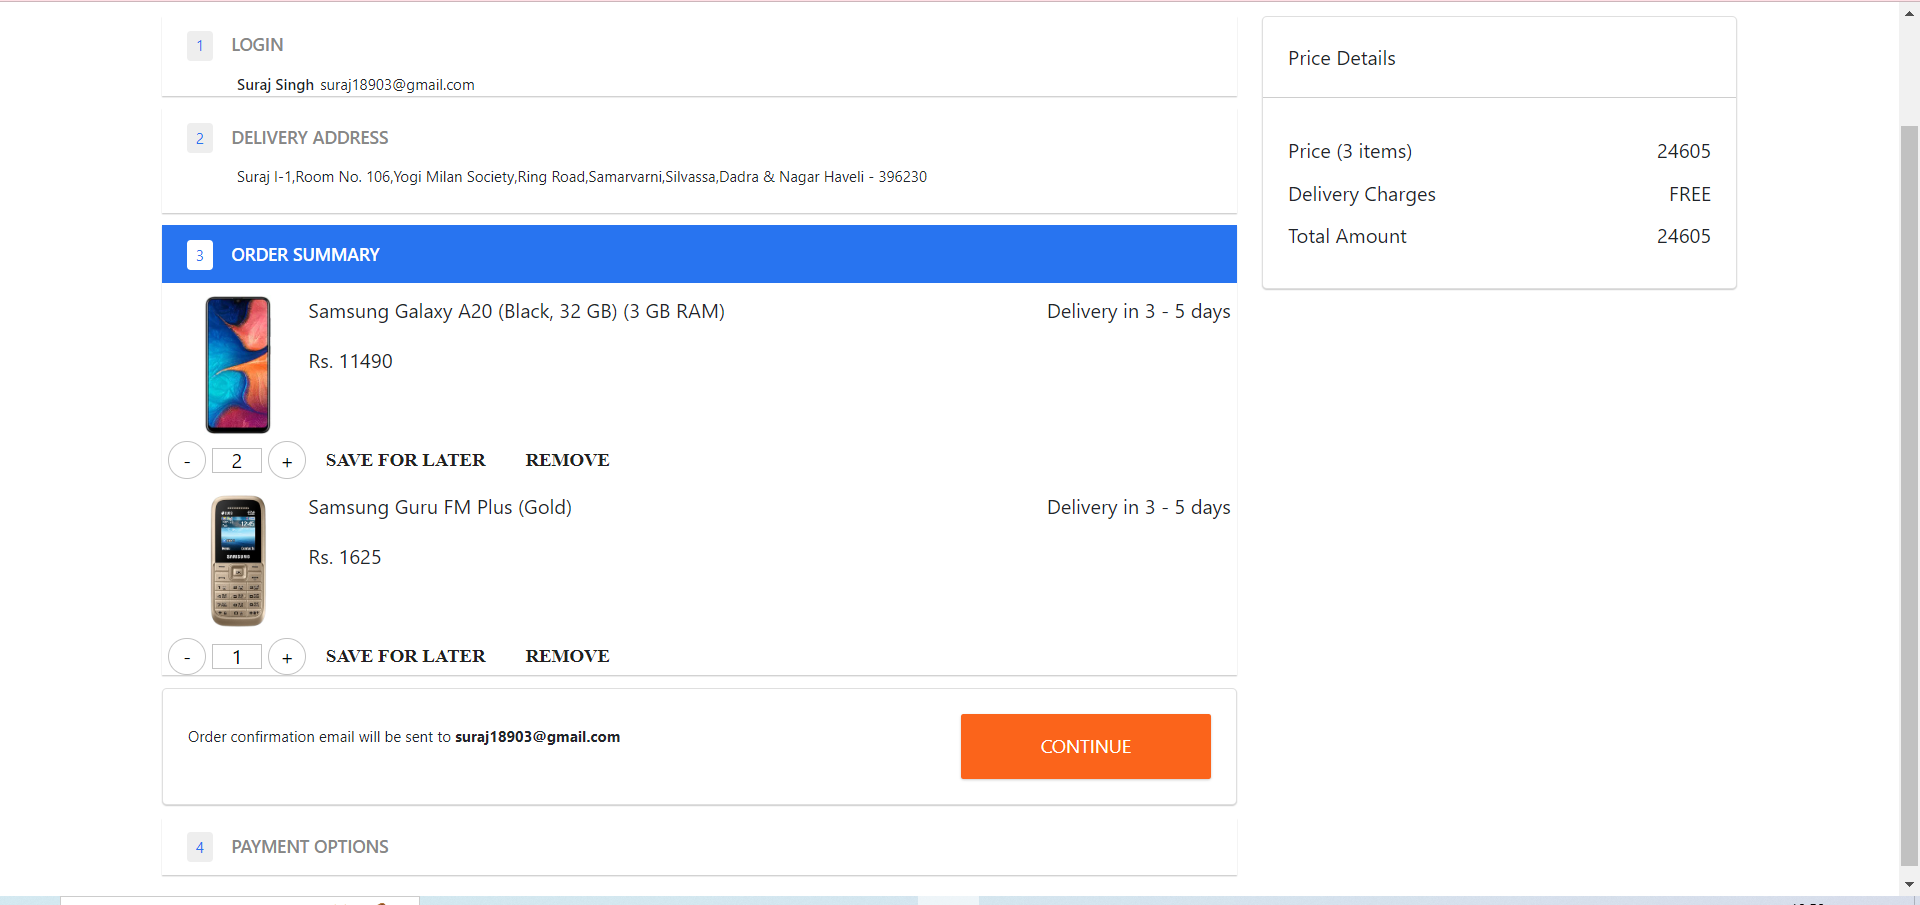 1 LOGIN
Suraj Singh suraj18903@gmail.com
2 DELIVERY ADDRESS
Suraj I-1,Room No. 106,Yogi Milan Society,Ring Road,Samarvarni,Silvassa,Dadra & Nagar Haveli - 396230
3 ORDER SUMMARY
Samsung Galaxy A20 (Black, 32 GB) (3 GB RAM) Delivery in 3 - 5 days
Rs. 11490
- 2 + SAVE FOR LATER REMOVE
Samsung Guru FM Plus (Gold) Delivery in 3 - 5 days
Rs. 1625
SAMSUNG
- 1 + SAVE FOR LATER REMOVE
Order confirmation email will be sent to suraj18903@gmail.com
CONTINUE
4 PAYMENT OPTIONS
Price Details
Price (3 items) 24605
Delivery Charges FREE
Total Amount 24605